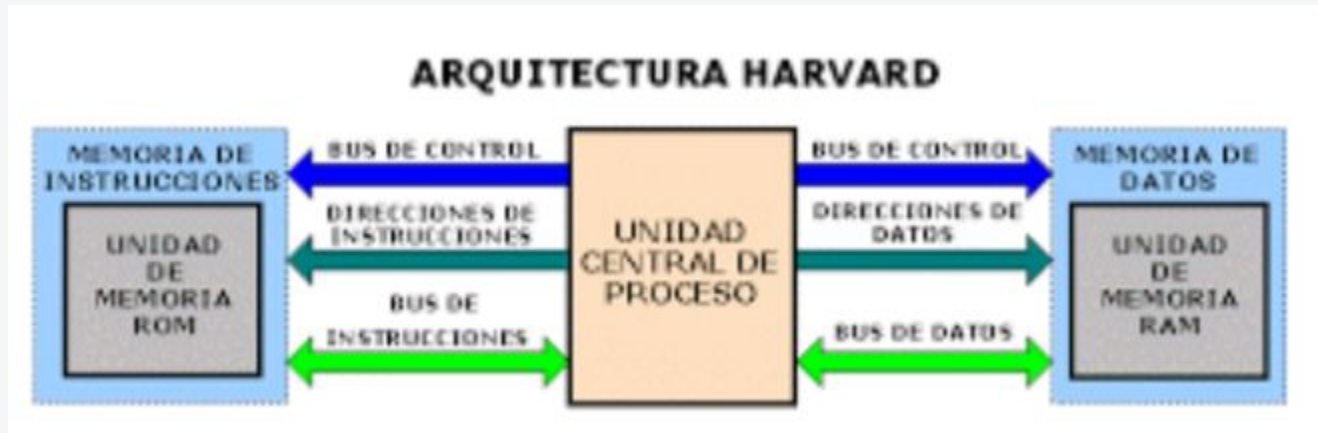 ARQUITECTURA HARVARD
MEMORIA DE
INSTRUCCIONES
UNIDAD
DE
MEMORIA
ROM
BUS DE CONTROL
DIRECCIONES DE
INSTRUCCIONES
BUS DE
INSTRUCCIONES
UNIDAD
CENTRAL DE
PROCESO
BUS DE CONTROL
DIRECCIONES DE
DATOS
BUS DE DATOS
MEMORIA DE
DATOS
UNIDAD
DE
MEMORIA
RAM